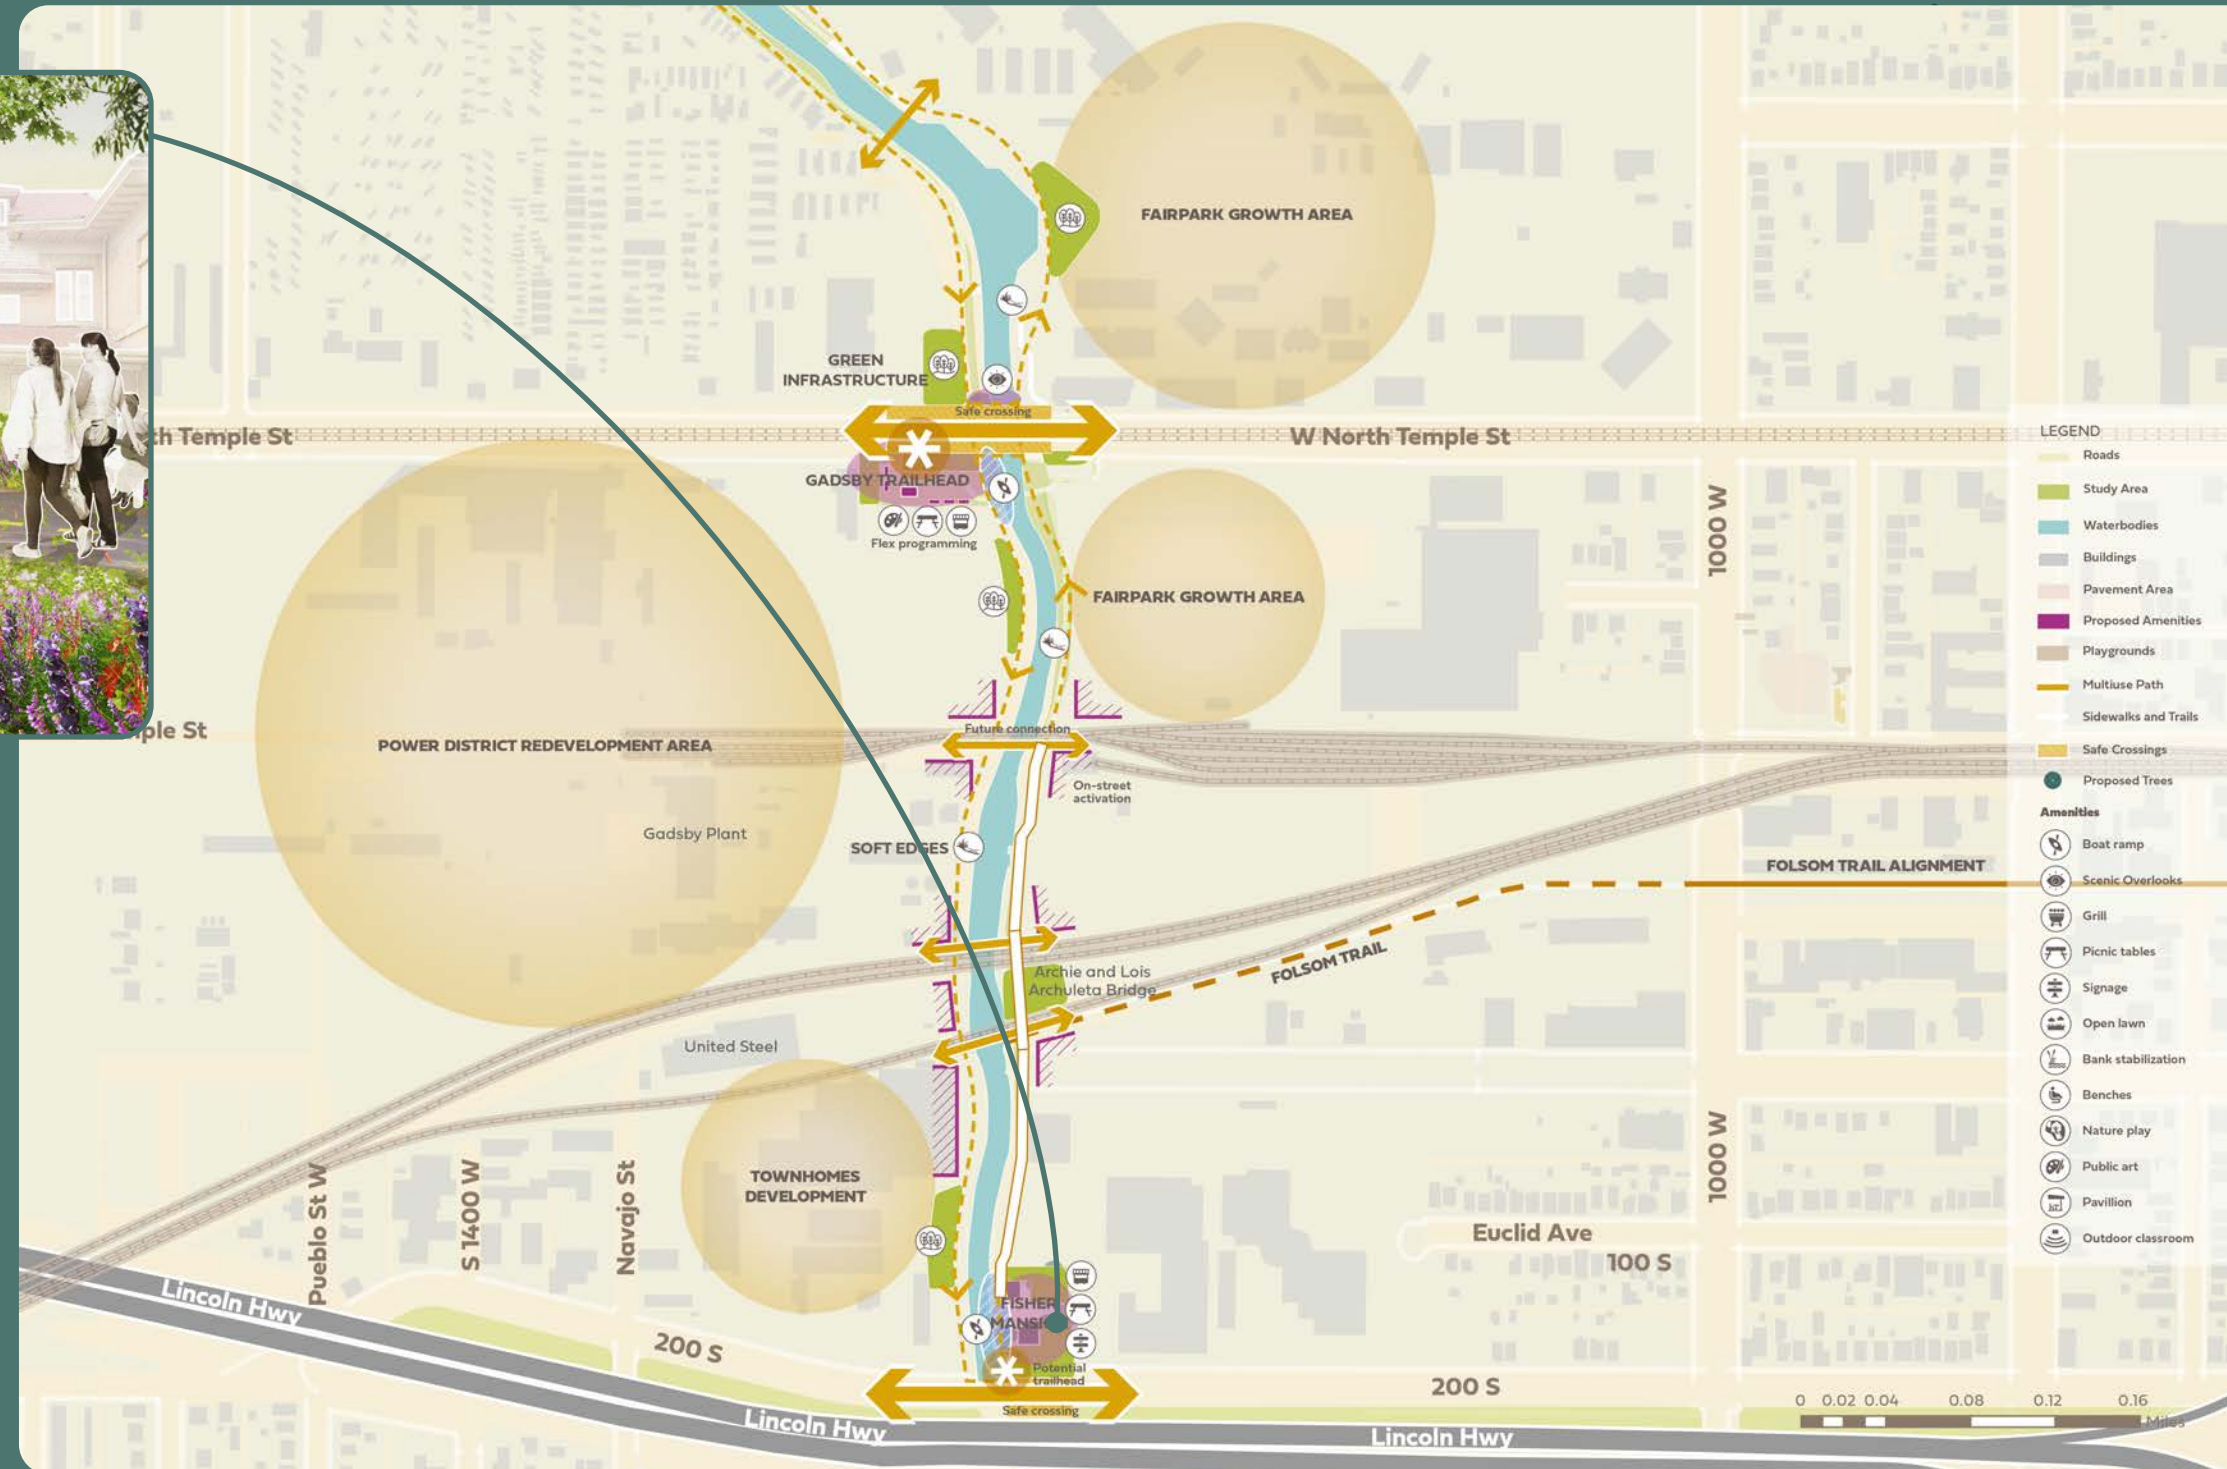 FAIRPARK GROWTH AREA
GREEN
INFRASTRUCTURE
Safe crossing
th Temple St
W North Temple St
GADSBY TRAILHEAD
Flex programming
FAIRPARK GROWTH AREA
1000 W
ple St
POWER DISTRICT REDEVELOPMENT AREA
Future connection
On-street
activation
Gadsby Plant
SOFT EDGES
FOLSOM TRAIL ALIGNMENT
FOLSOM TRAIL
Archie and Lois
Archuleta Bridge
United Steel
TOWNHOMES
DEVELOPMENT
Pueblo St W
S 1400 W
Navajo St
1000 W
Euclid Ave
100 S
Lincoln Hwy
200 S
FISHER
MANSI
Potential
trailhead
Safe crossing
200 S
Lincoln Hwy
Lincoln Hwy
LEGEND
Roads
Study Area
Waterbodies
Buildings
Pavement Area
Proposed Amenities
Playgrounds
Multiuse Path
Sidewalks and Trails
Safe Crossings
Proposed Trees
Amenities
Boat ramp
Scenic Overlooks
Grill
Picnic tables
Signage
Open lawn
Bank stabilization
Benches
Nature play
Public art
Pavillion
Outdoor classroom
0 0.02 0.04 0.08 0.12 0.16
Miles